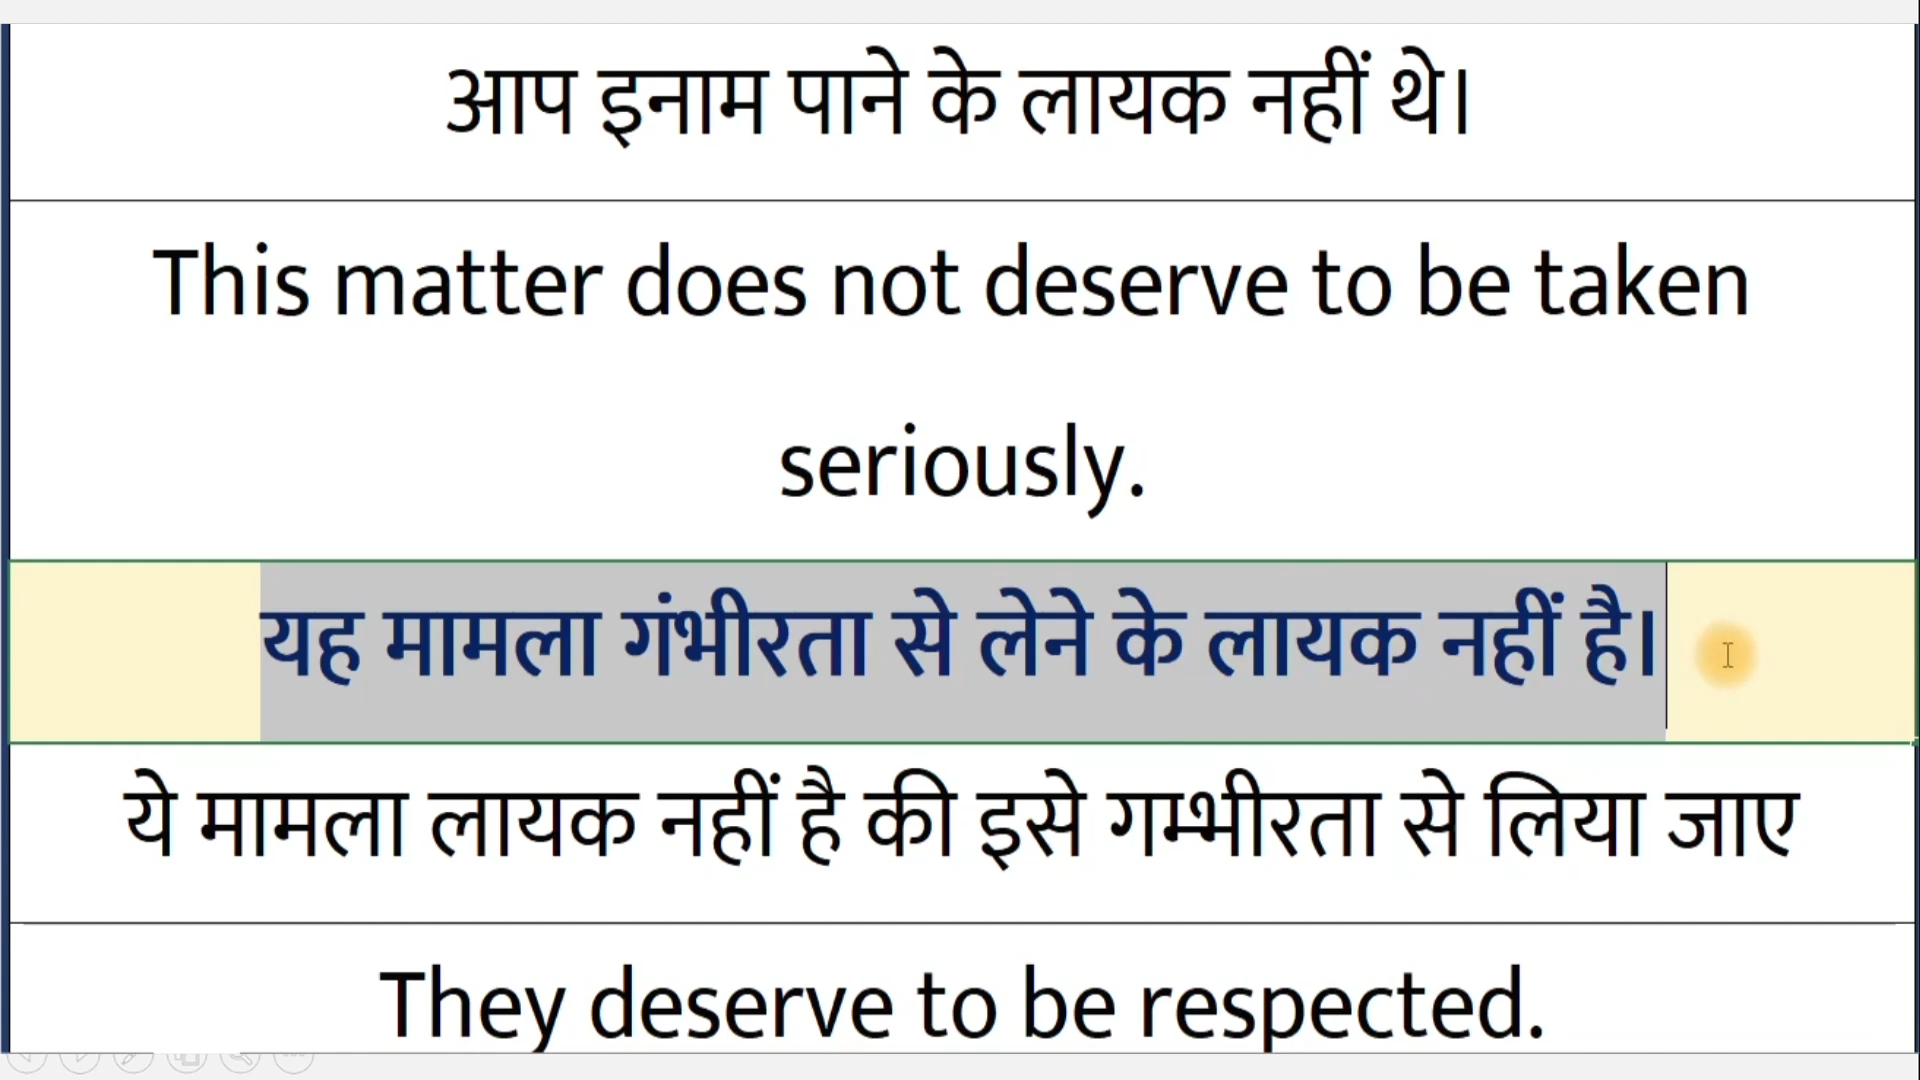 आप इनाम पाने के लायक नहीं थे।
This matter does not deserve to be taken
seriously.
यह मामला गंभीरता से लेने के लायक नहीं है।
ये मामला लायक नहीं है की इसे गम्भीरता से लिया जाए
They deserve to be respected.